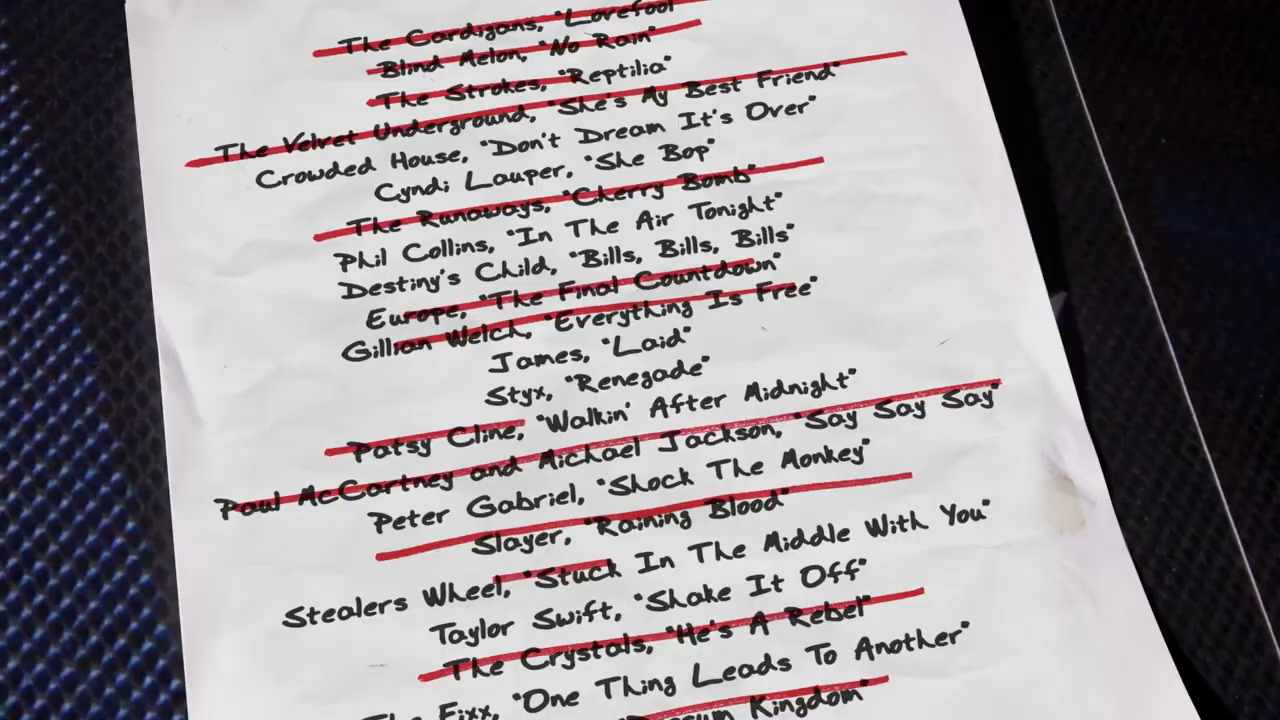 The Cardigans, "Lovefool"
Blind Melon, "No Rain"
The Strokes, "Reptilia"
The Velvet Underground, "She's My Best Friend"
Crowded House, "Don't Dream It's Over"
Cyndi Lauper, "She Bop"
The Runaways, "Cherry Bomb"
Phil Collins, "In The Air Tonight"
Destiny's Child, "Bills, Bills, Bills"
Europe, "The Final Countdown"
Gillian Welch, "Everything Is Free"
James, "Laid"
Styx, "Renegade"
Patsy Cline, "Walkin' After Midnight"
Paul McCartney and Michael Jackson, "Say Say Say"
Peter Gabriel, "Shock The Monkey"
Slayer, "Raining Blood"
Stealers Wheel, "Stuck In The Middle With You"
Taylor Swift, "Shake It Off"
The Crystals, "He's A Rebel"
The Fixx, "One Thing Leads To Another"
Kingdom"